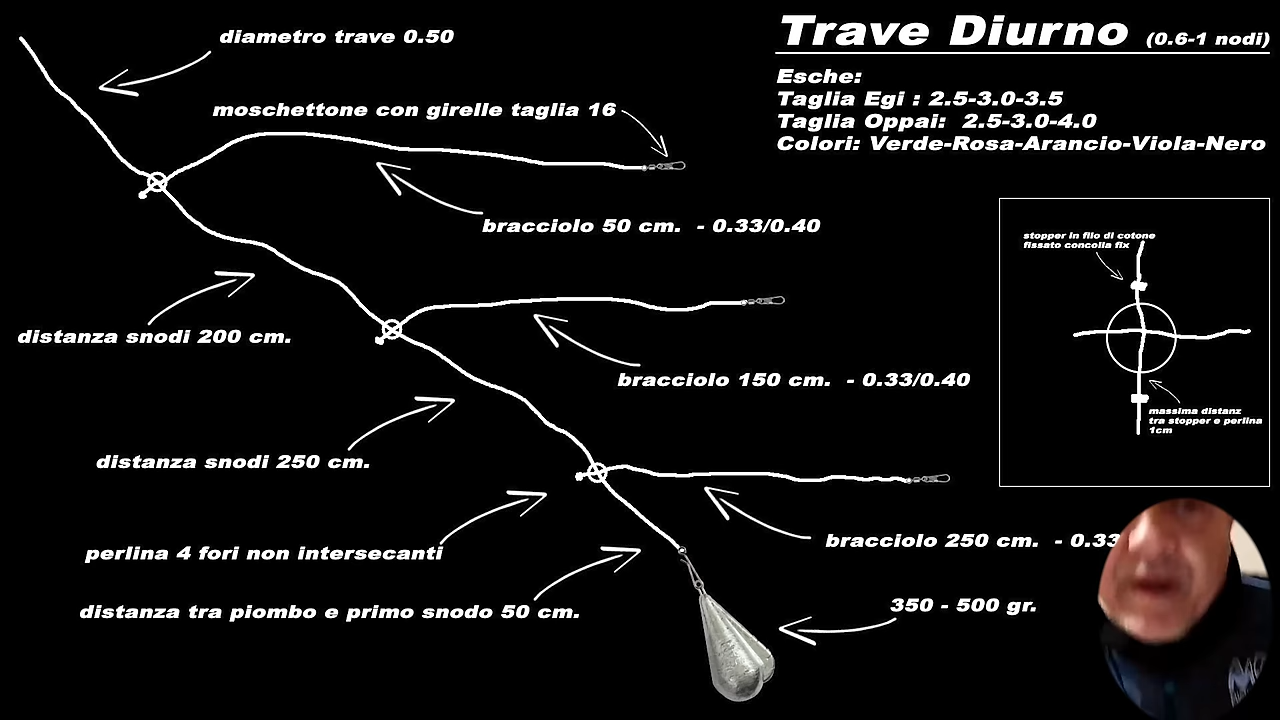 Trave Diurno (0.6-1 nodi)
Esche:
Taglia Egi : 2.5-3.0-3.5
Taglia Oppai:  2.5-3.0-4.0
Colori: Verde-Rosa-Arancio-Viola-Nero
diametro trave 0.50
moschettone con girelle taglia 16
bracciolo 50 cm.  - 0.33/0.40
stopper in filo di cotone
fissato concolla fix
distanza snodi 200 cm.
bracciolo 150 cm.  - 0.33/0.40
massima distanz
tra stopper e perlina
1cm
distanza snodi 250 cm.
bracciolo 250 cm.  - 0.33
perlina 4 fori non intersecanti
distanza tra piombo e primo snodo 50 cm.
350 - 500 gr.